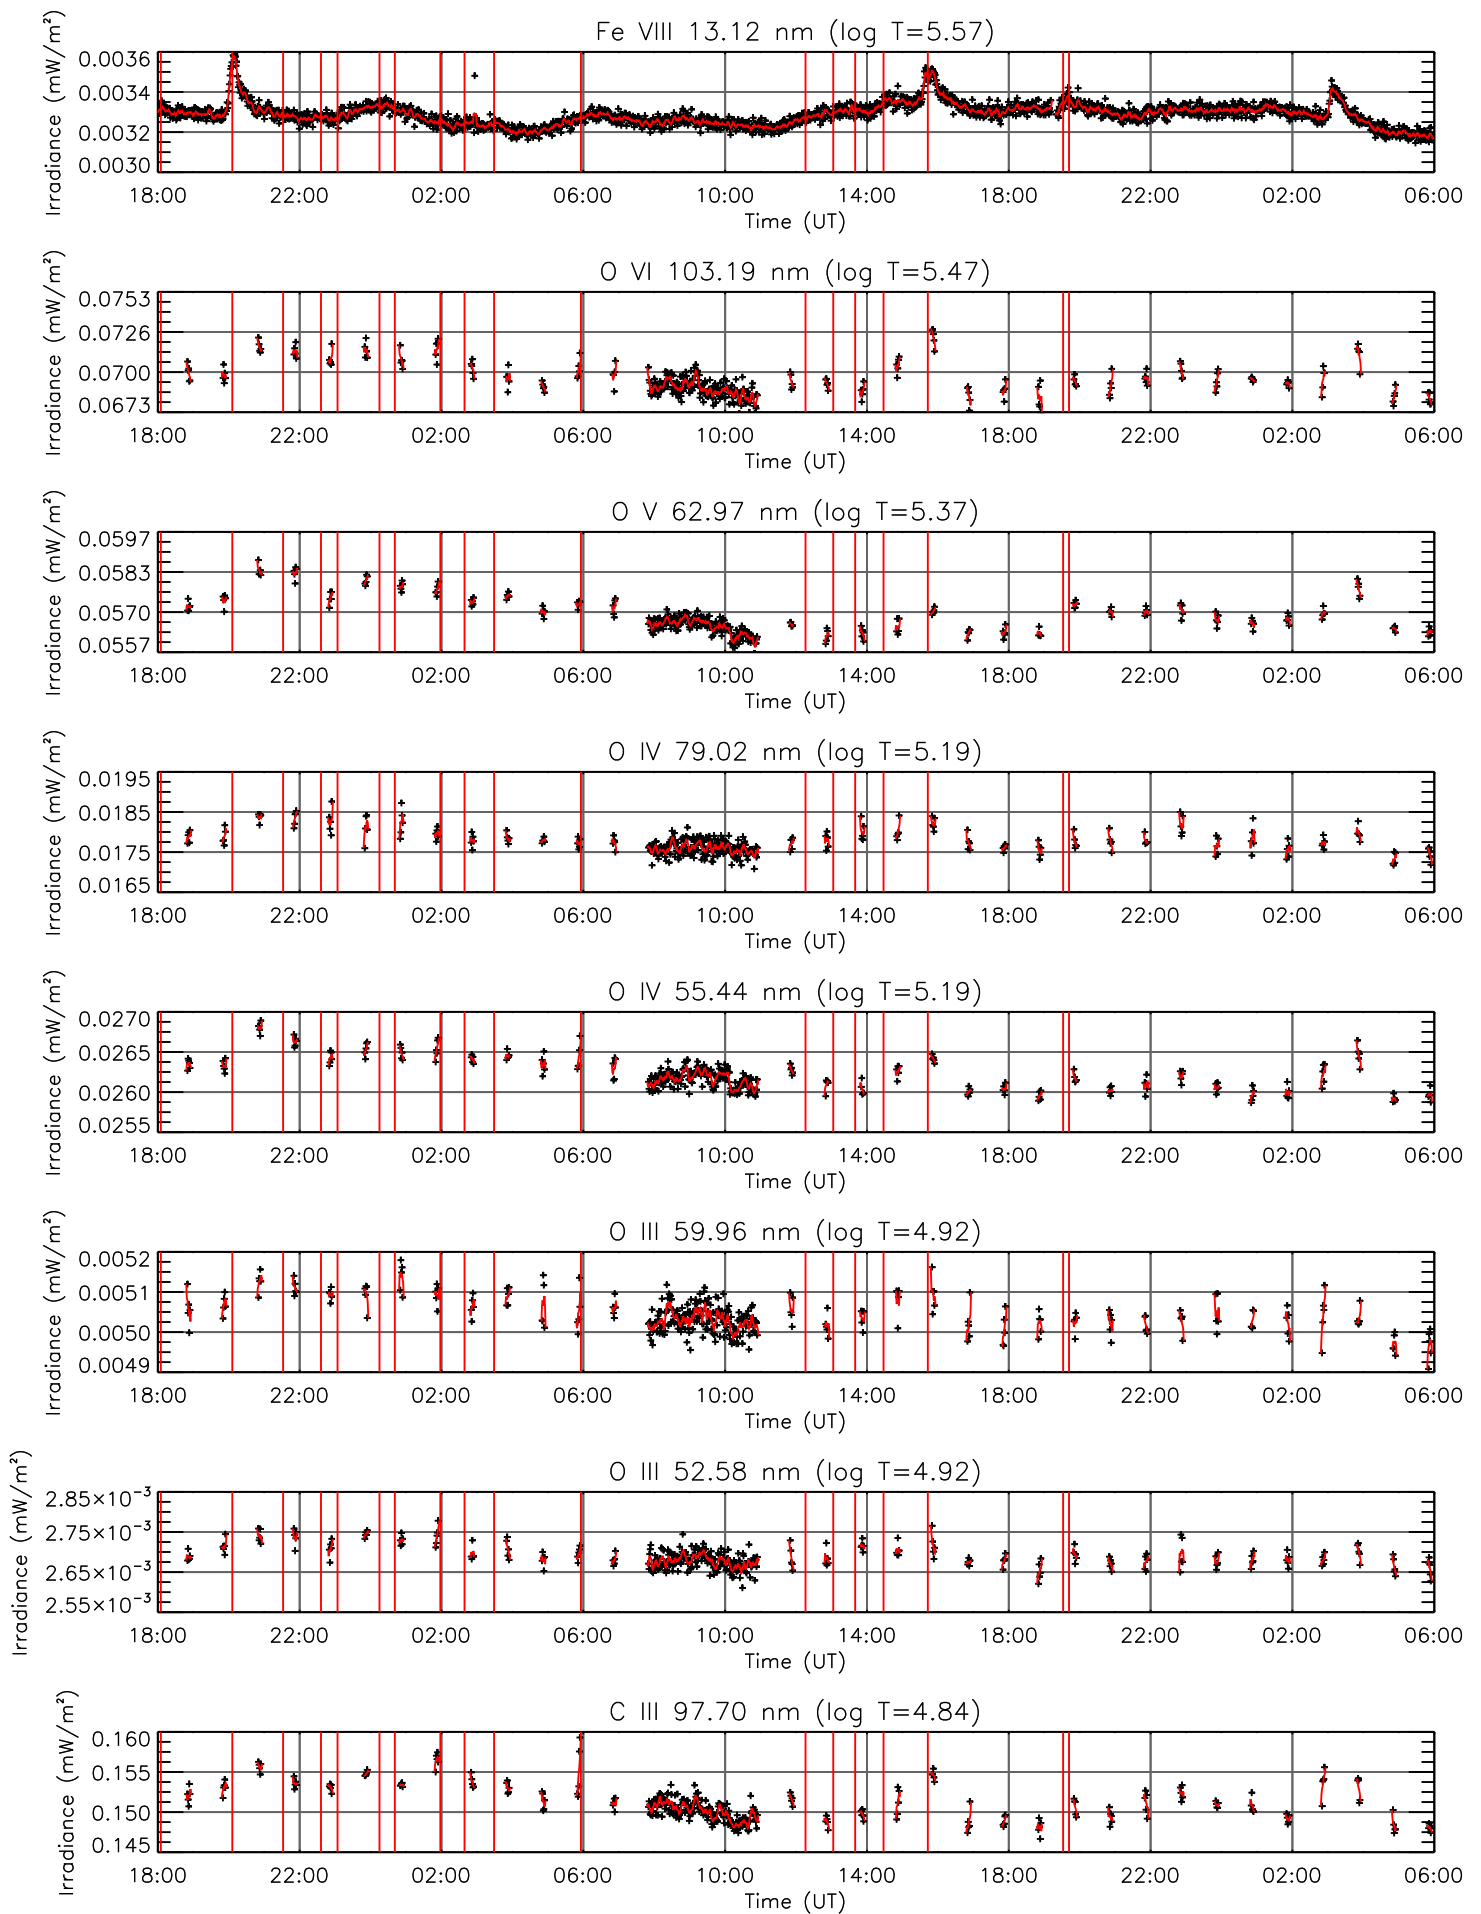 Fe VIII 13.12 nm (log T=5.57)
Irradiance (mW/m²)
0.0036
0.0034
0.0032
0.0030
18:00 22:00 02:00 06:00 10:00 14:00 18:00 22:00 02:00 06:00
Time (UT)
O VI 103.19 nm (log T=5.47)
Irradiance (mW/m²)
0.0753
0.0726
0.0700
0.0673
18:00 22:00 02:00 06:00 10:00 14:00 18:00 22:00 02:00 06:00
Time (UT)
O V 62.97 nm (log T=5.37)
Irradiance (mW/m²)
0.0597
0.0583
0.0570
0.0557
18:00 22:00 02:00 06:00 10:00 14:00 18:00 22:00 02:00 06:00
Time (UT)
O IV 79.02 nm (log T=5.19)
Irradiance (mW/m²)
0.0195
0.0185
0.0175
0.0165
18:00 22:00 02:00 06:00 10:00 14:00 18:00 22:00 02:00 06:00
Time (UT)
O IV 55.44 nm (log T=5.19)
Irradiance (mW/m²)
0.0270
0.0265
0.0260
0.0255
18:00 22:00 02:00 06:00 10:00 14:00 18:00 22:00 02:00 06:00
Time (UT)
O III 59.96 nm (log T=4.92)
Irradiance (mW/m²)
0.0052
0.0051
0.0050
0.0049
18:00 22:00 02:00 06:00 10:00 14:00 18:00 22:00 02:00 06:00
Time (UT)
O III 52.58 nm (log T=4.92)
Irradiance (mW/m²)
2.85×10⁻³
2.75×10⁻³
2.65×10⁻³
2.55×10⁻³
18:00 22:00 02:00 06:00 10:00 14:00 18:00 22:00 02:00 06:00
Time (UT)
C III 97.70 nm (log T=4.84)
Irradiance (mW/m²)
0.160
0.155
0.150
0.145
18:00 22:00 02:00 06:00 10:00 14:00 18:00 22:00 02:00 06:00
Time (UT)